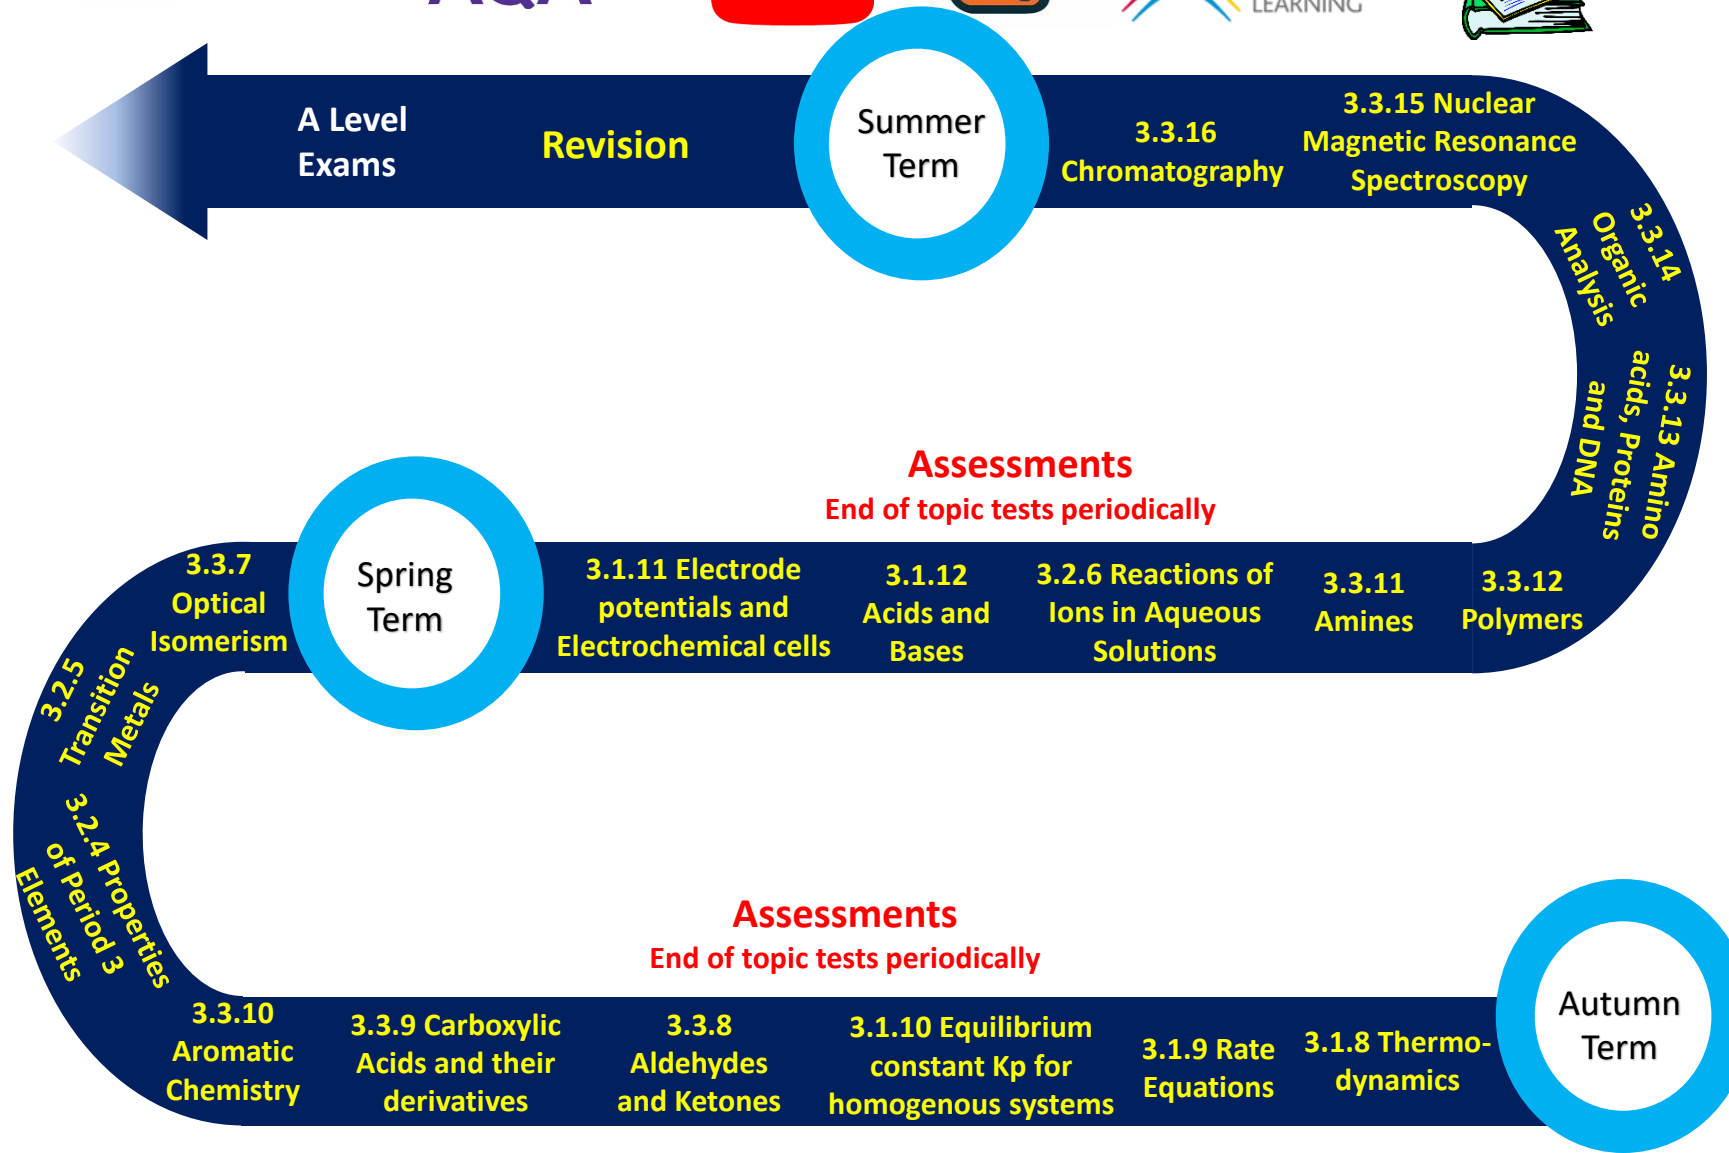 AQA
LEARNING
A Level
Exams
Revision
Summer
Term
3.3.16
Chromatography
3.3.15 Nuclear
Magnetic Resonance
Spectroscopy
3.3.14
Organic
Analysis
3.3.13 Amino
acids, Proteins
and DNA
Assessments
End of topic tests periodically
3.3.7
Optical
Isomerism
Spring
Term
3.1.11 Electrode
potentials and
Electrochemical cells
3.1.12
Acids and
Bases
3.2.6 Reactions of
Ions in Aqueous
Solutions
3.3.11
Amines
3.3.12
Polymers
3.2.5
Transition
Metals
3.2.4 Properties
of Period 3
Elements
Assessments
End of topic tests periodically
3.3.10
Aromatic
Chemistry
3.3.9 Carboxylic
Acids and their
derivatives
3.3.8
Aldehydes
and Ketones
3.1.10 Equilibrium
constant Kp for
homogenous systems
3.1.9 Rate
Equations
3.1.8 Thermo-
dynamics
Autumn
Term